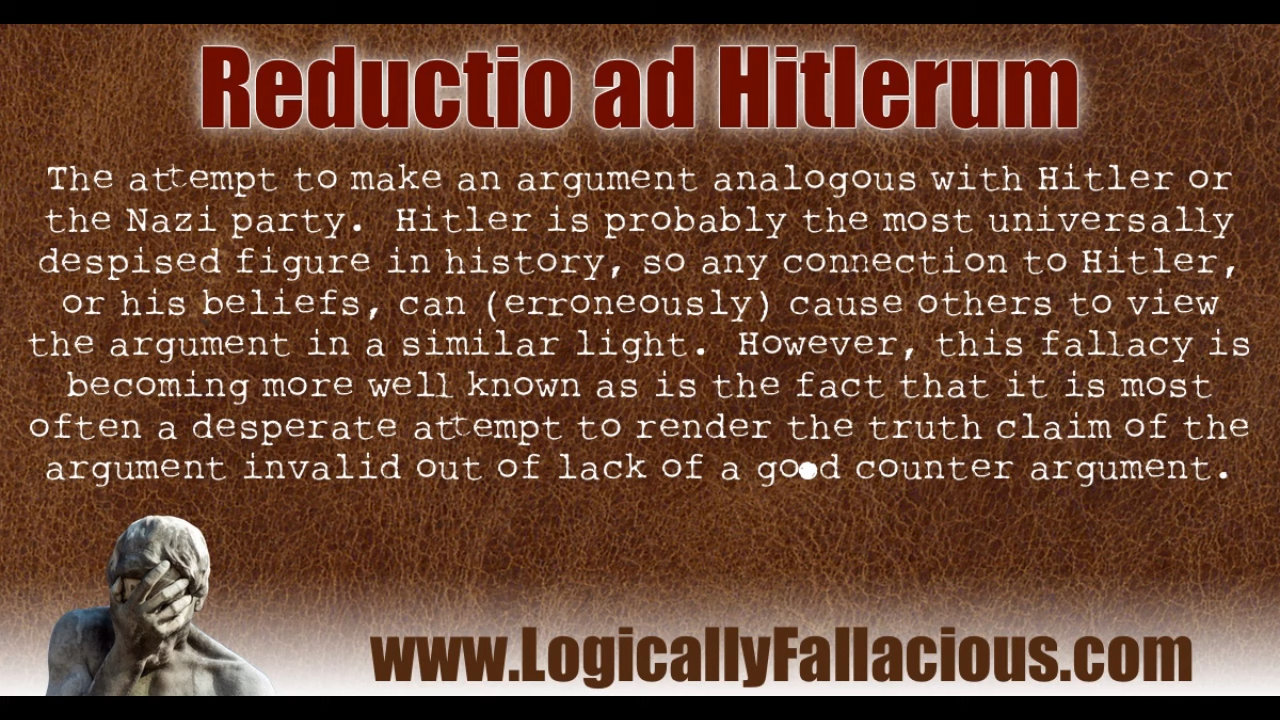 Reductio ad Hitlerum
The attempt to make an argument analogous with Hitler or
the Nazi party.  Hitler is probably the most universally
despised figure in history, so any connection to Hitler,
or his beliefs, can (erroneously) cause others to view
the argument in a similar light.  However, this fallacy is
becoming more well known as is the fact that it is most
often a desperate attempt to render the truth claim of the
argument invalid out of lack of a good counter argument.
www.LogicallyFallacious.com